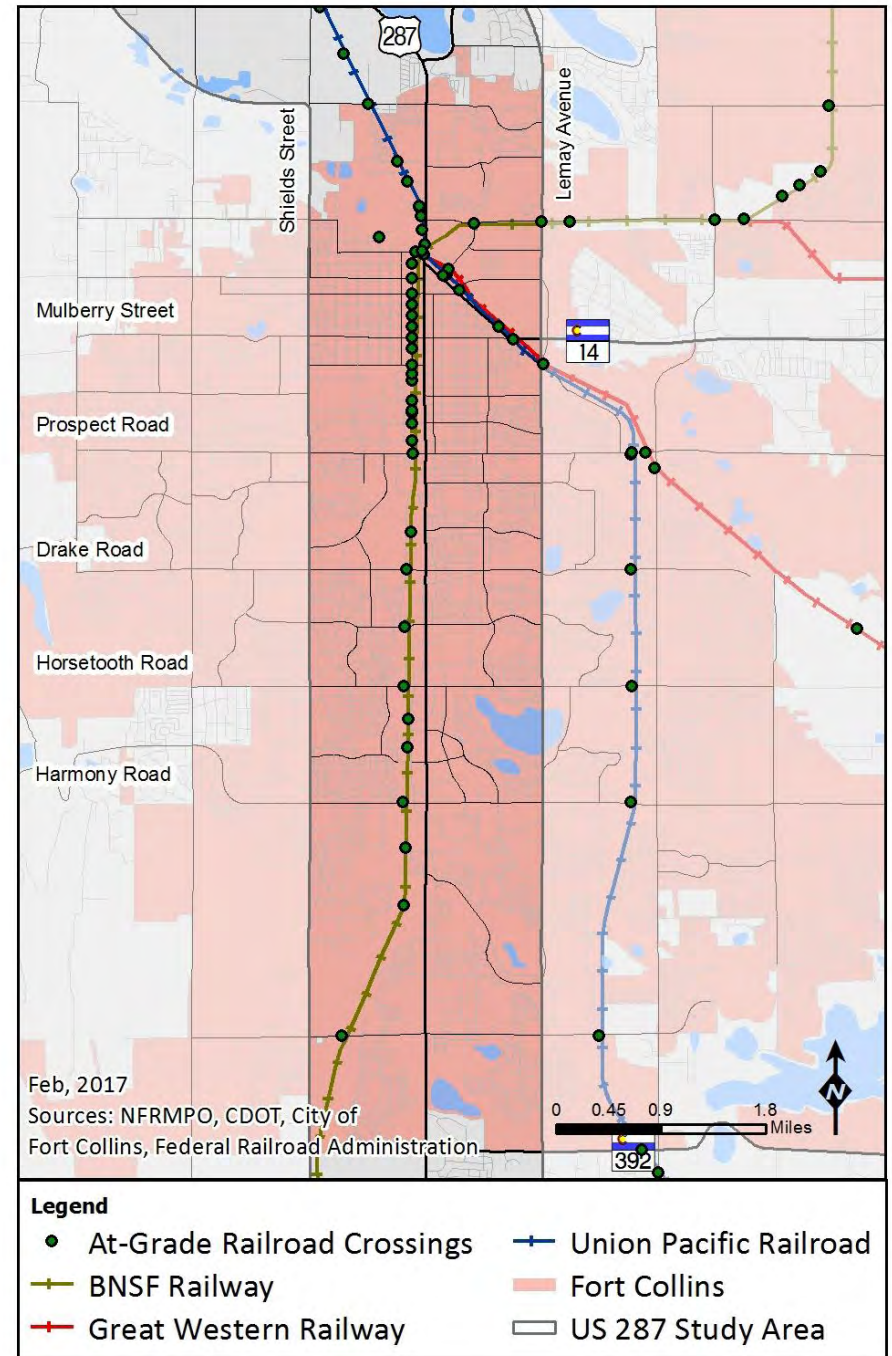 287
Lemay Avenue
Shields Street
Mulberry Street
14
Prospect Road
Drake Road
Horsetooth Road
Harmony Road
Feb, 2017
Sources: NFRMPO, CDOT, City of
Fort Collins, Federal Railroad Administration
N
0 0.45 0.9 1.8
Miles
392
Legend
At-Grade Railroad Crossings
BNSF Railway
Great Western Railway
Union Pacific Railroad
Fort Collins
US 287 Study Area